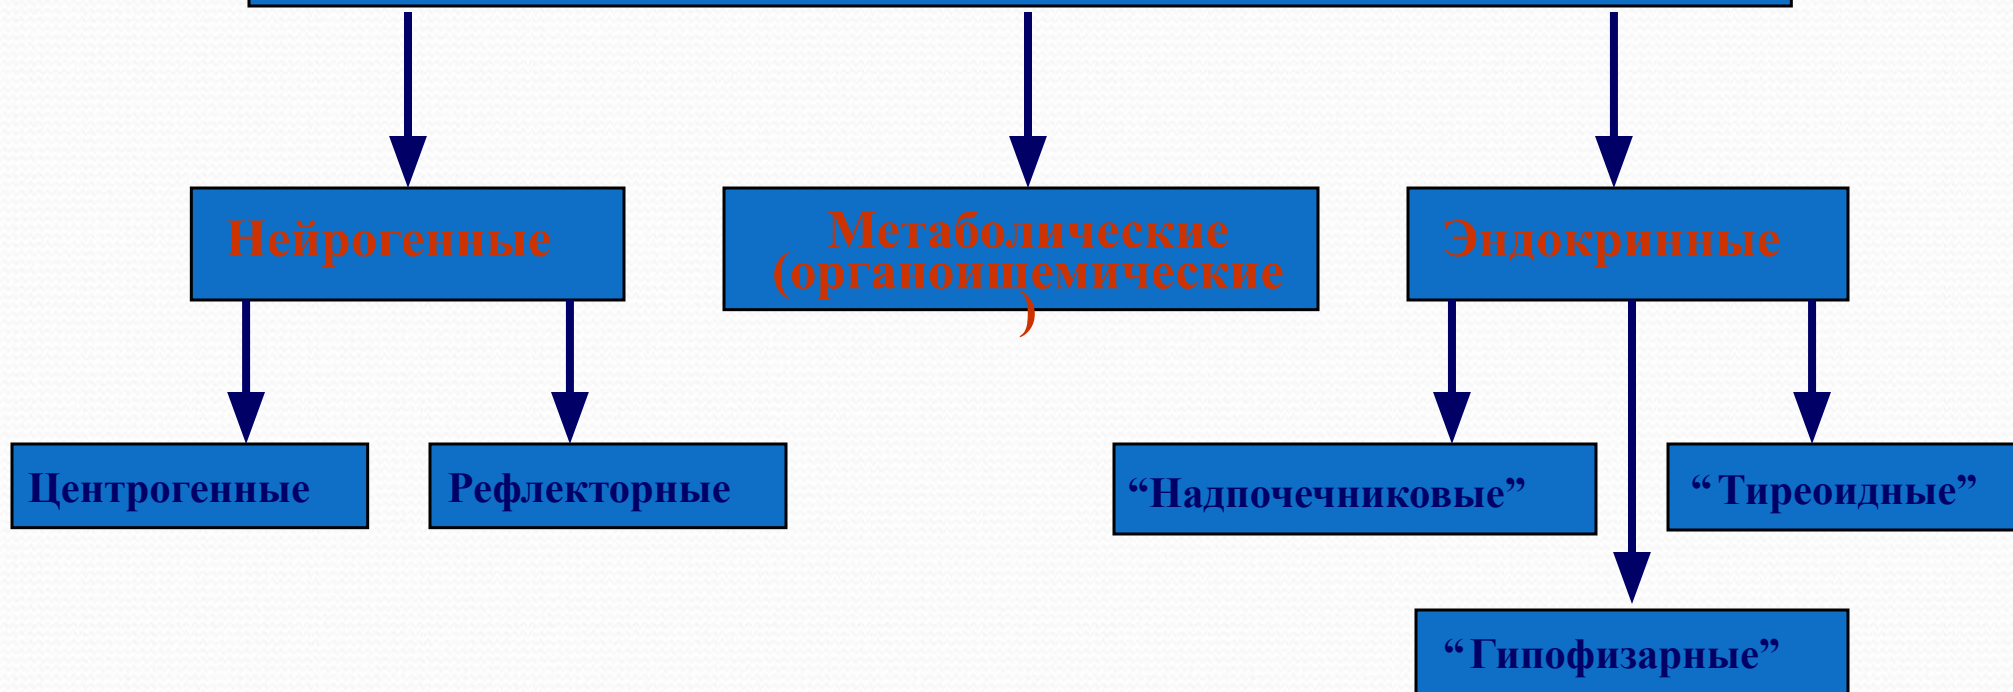 Нейрогенные
Метаболические
(органоишемические
)
Эндокринные
Центрогенные
Рефлекторные
“Надпочечниковые”
“Тиреоидные”
“Гипофизарные”